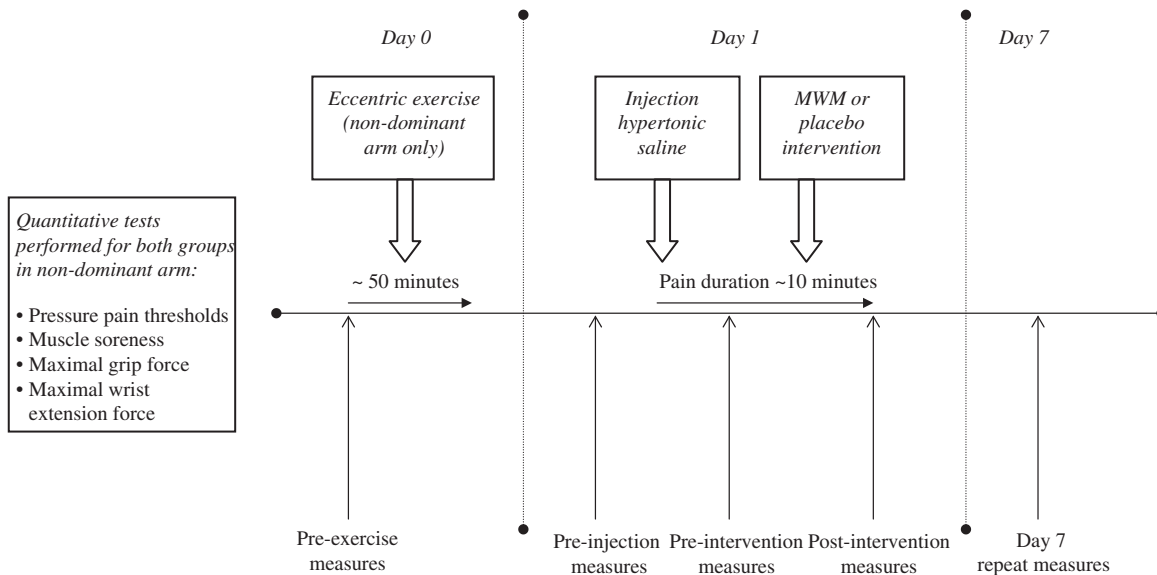 Day 0
Day 1
Day 7
Eccentric exercise
(non-dominant
arm only)
Injection
hypertonic
saline
MWM or
placebo
intervention
Quantitative tests
performed for both groups
in non-dominant arm:
• Pressure pain thresholds
• Muscle soreness
• Maximal grip force
• Maximal wrist
extension force
~ 50 minutes
Pain duration ~10 minutes
Pre-exercise
measures
Pre-injection
measures
Pre-intervention
measures
Post-intervention
measures
Day 7
repeat measures